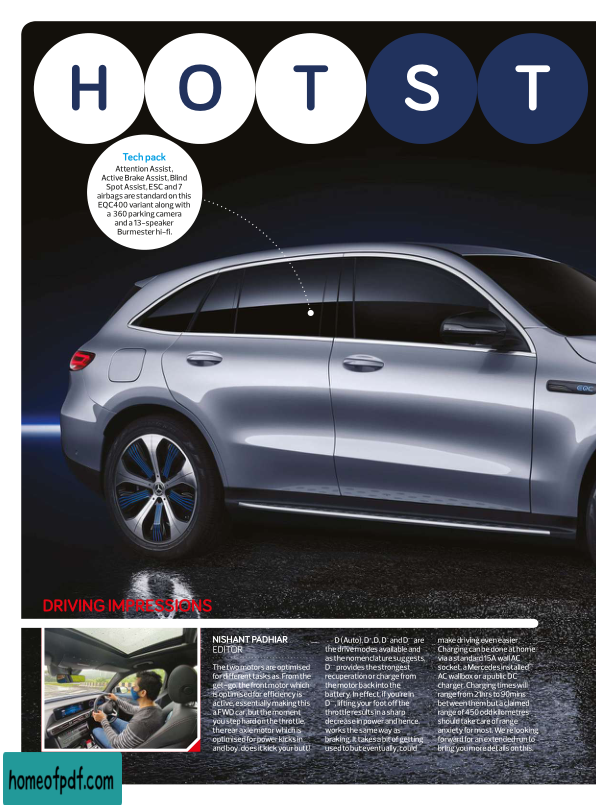 H O T S T
Tech pack
Attention Assist,
Active Brake Assist, Blind
Spot Assist, ESC and 7
airbags are standard on this
EQC 400 variant along with
a 360 parking camera
and a 13-speaker
Burmester hi-fi.
EQC
DRIVING IMPRESSIONS
NISHANT PADHIAR
EDITOR
The two motors are optimised
for different tasks as. From the
get-go, the front motor which
is optimised for efficiency is
active, essentially making this
a FWD car, but the moment
you step hard on the throttle,
the rear axle motor which is
optimised for power kicks in
and boy, does it kick your butt!
D (Auto), D⁺, D, D⁻ and D⁻⁻ are
the drive modes available and
as the nomenclature suggests,
D⁻⁻ provides the strongest
recuperation or charge from
the motor back into the
battery. In effect, if you're in
D⁻⁻, lifting your foot off the
throttle results in a sharp
decrease in power and hence,
works the same way as
braking. It takes a bit of getting
used to but eventually, could
make driving even easier.
Charging can be done at home
via a standard 15A wall AC
socket, a Mercedes installed
AC wallbox or a public DC
charger. Charging times will
range from 21hrs to 90mins
between them but a claimed
range of 450 odd kilometres
should take care of range
anxiety for most. We're looking
forward for an extended run to
bring you more details on this.
homeofpdf.com